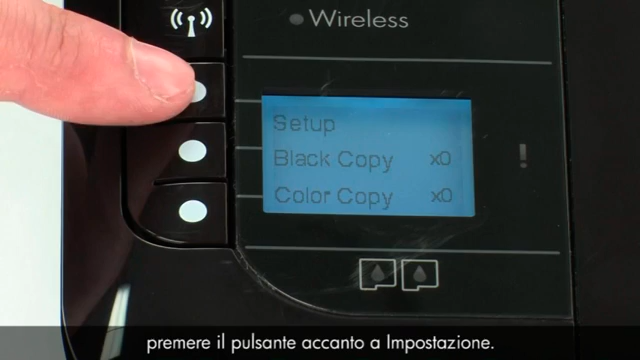 Wireless
Setup
Black Copy x0
Color Copy x0
premere il pulsante accanto a Impostazione.